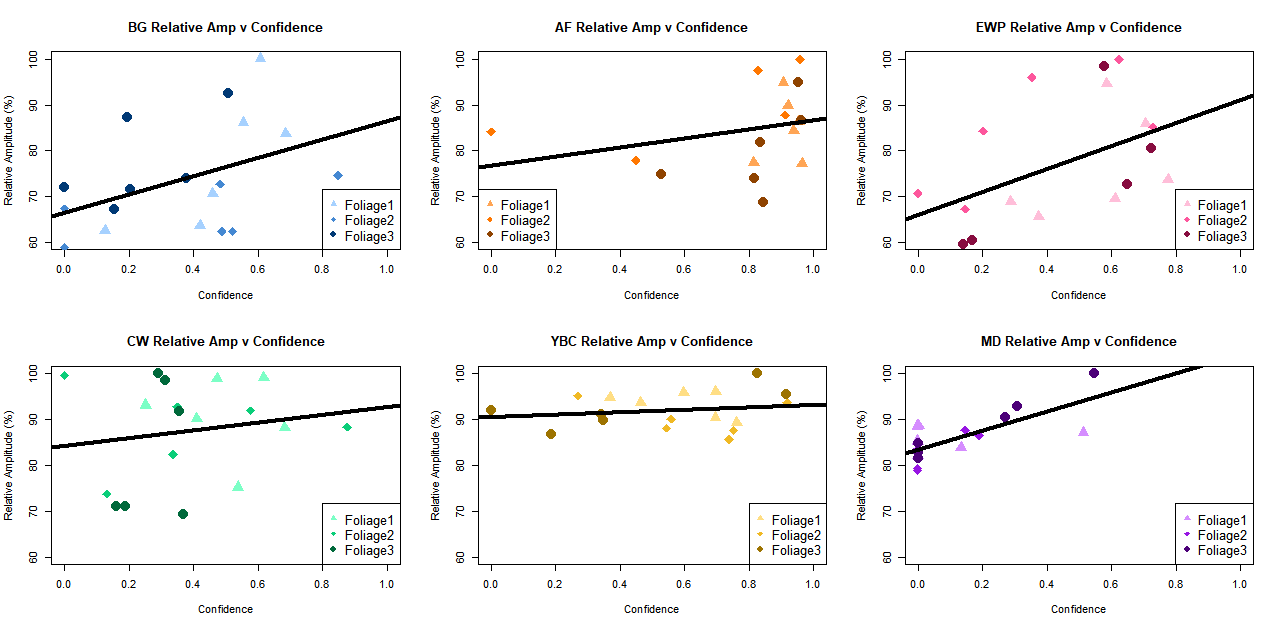 BG Relative Amp v Confidence
Relative Amplitude (%)
100
90
80
70
60
Foliage1
Foliage2
Foliage3
0.0 0.2 0.4 0.6 0.8 1.0
Confidence
AF Relative Amp v Confidence
Relative Amplitude (%)
100
90
80
70
60
Foliage1
Foliage2
Foliage3
0.0 0.2 0.4 0.6 0.8 1.0
Confidence
EWP Relative Amp v Confidence
Relative Amplitude (%)
100
90
80
70
60
Foliage1
Foliage2
Foliage3
0.0 0.2 0.4 0.6 0.8 1.0
Confidence
CW Relative Amp v Confidence
Relative Amplitude (%)
100
90
80
70
60
Foliage1
Foliage2
Foliage3
0.0 0.2 0.4 0.6 0.8 1.0
Confidence
YBC Relative Amp v Confidence
Relative Amplitude (%)
100
90
80
70
60
Foliage1
Foliage2
Foliage3
0.0 0.2 0.4 0.6 0.8 1.0
Confidence
MD Relative Amp v Confidence
Relative Amplitude (%)
100
90
80
70
60
Foliage1
Foliage2
Foliage3
0.0 0.2 0.4 0.6 0.8 1.0
Confidence